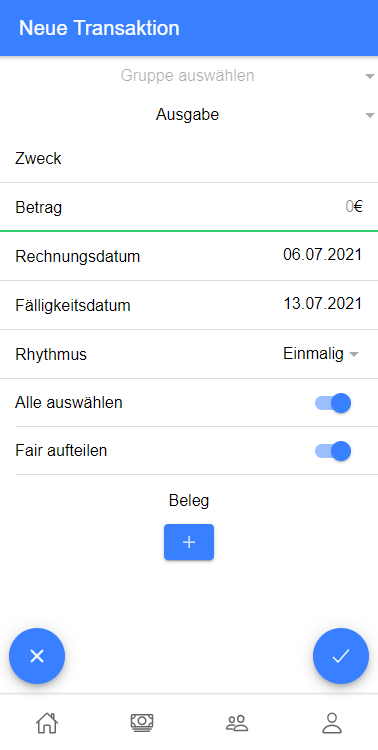 Neue Transaktion
Gruppe auswählen
Ausgabe
Zweck
Betrag 0€
Rechnungsdatum 06.07.2021
Fälligkeitsdatum 13.07.2021
Rhythmus Einmalig
Alle auswählen
Fair aufteilen
Beleg